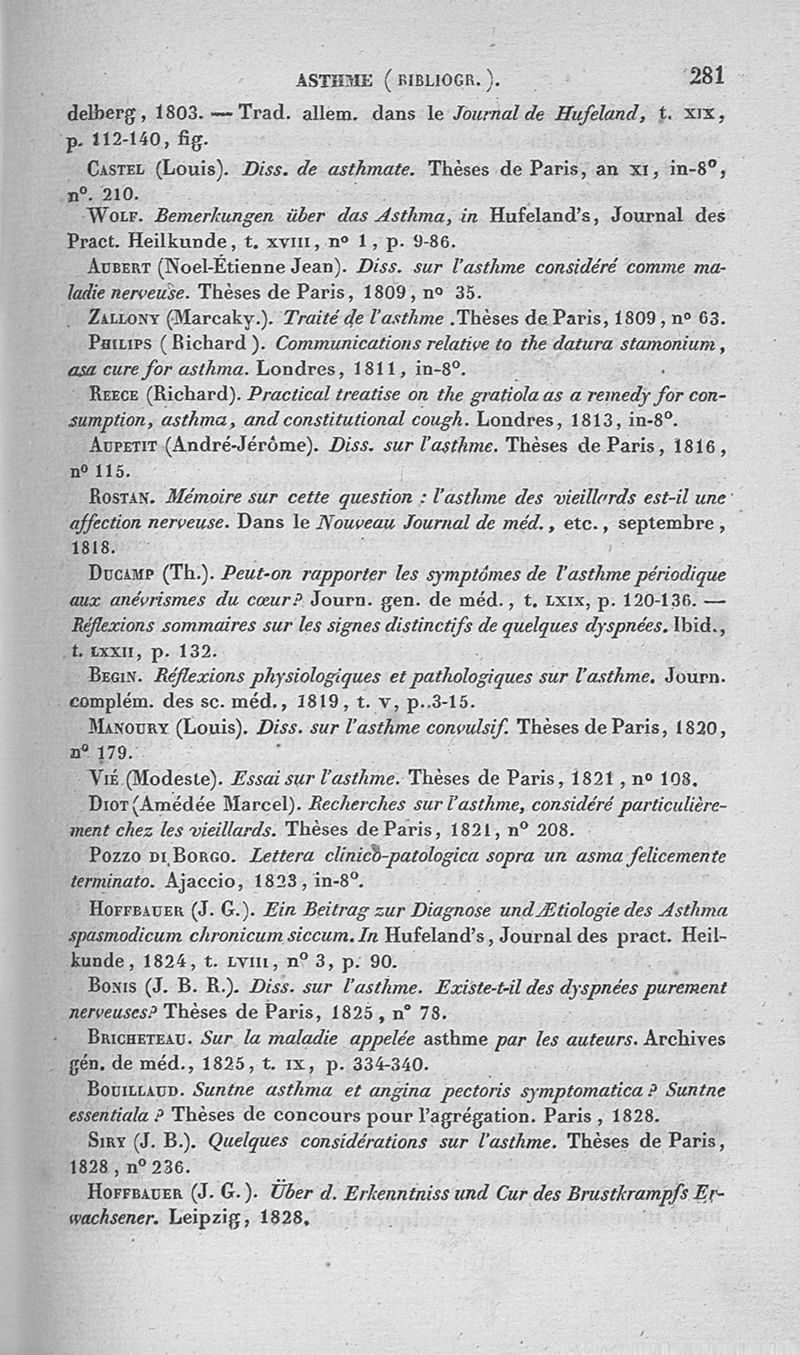 ASTHME ( BIBLIOGR. ). 281
delberg, 1803. — Trad. allem. dans le Journal de Hufeland, t. XIX,
p. 112-140, fig.
CASTEL (Louis). Diss. de asthmate. Thèses de Paris, an XI, in-8°,
n°. 210.
WOLF. Bemerkungen über das Asthma, in Hufeland's, Journal des
Pract. Heilkunde, t. XVIII, n° 1, p. 9-86.
AUBERT (Noel-Étienne Jean). Diss. sur l'asthme considéré comme ma-
ladie nerveuse. Thèses de Paris, 1809, n° 35.
ZALLONY (Marcaky.). Traité de l'asthme .Thèses de Paris, 1809, n° 63.
PHILIPS ( Richard ). Communications relative to the datura stamonium,
asa cure for asthma. Londres, 1811, in-8°.
REECE (Richard). Practical treatise on the gratiola as a remedy for con-
sumption, asthma, and constitutional cough. Londres, 1813, in-8°.
AUPETIT (André-Jérôme). Diss. sur l'asthme. Thèses de Paris, 1816,
n° 115.
ROSTAN. Mémoire sur cette question : l'asthme des vieillards est-il une
affection nerveuse. Dans le Nouveau Journal de méd., etc., septembre,
1818.
DUCAMP (Th.). Peut-on rapporter les symptômes de l'asthme périodique
aux anévrismes du cœur? Journ. gen. de méd., t. LXIX, p. 120-136. —
Réflexions sommaires sur les signes distinctifs de quelques dyspnées. Ibid.,
t. LXXII, p. 132.
BEGIN. Réflexions physiologiques et pathologiques sur l'asthme. Journ.
complém. des sc. méd., 1819, t. V, p..3-15.
MANOURY (Louis). Diss. sur l'asthme convulsif. Thèses de Paris, 1820,
n° 179.
VIÉ (Modeste). Essai sur l'asthme. Thèses de Paris, 1821, n° 108.
DIOT (Amédée Marcel). Recherches sur l'asthme, considéré particulière-
ment chez les vieillards. Thèses de Paris, 1821, n° 208.
POZZO DI BORGO. Lettera clinico-patologica sopra un asma felicemente
terminato. Ajaccio, 1823, in-8°.
HOFFBAUER (J. G.). Ein Beitrag zur Diagnose und Ætiologie des Asthma
spasmodicum chronicum siccum. In Hufeland's, Journal des pract. Heil-
kunde, 1824, t. LVIII, n° 3, p. 90.
BONIS (J. B. R.). Diss. sur l'asthme. Existe-t-il des dyspnées purement
nerveuses? Thèses de Paris, 1825, n° 78.
BRICHETEAU. Sur la maladie appelée asthme par les auteurs. Archives
gén. de méd., 1825, t. IX, p. 334-340.
BOUILLAUD. Suntne asthma et angina pectoris symptomatica ? Suntne
essentiala ? Thèses de concours pour l'agrégation. Paris, 1828.
SIRY (J. B.). Quelques considérations sur l'asthme. Thèses de Paris,
1828, n° 236.
HOFFBAUER (J. G.). Über d. Erkenntniss und Cur des Brustkrampfs Er-
wachsener. Leipzig, 1828.